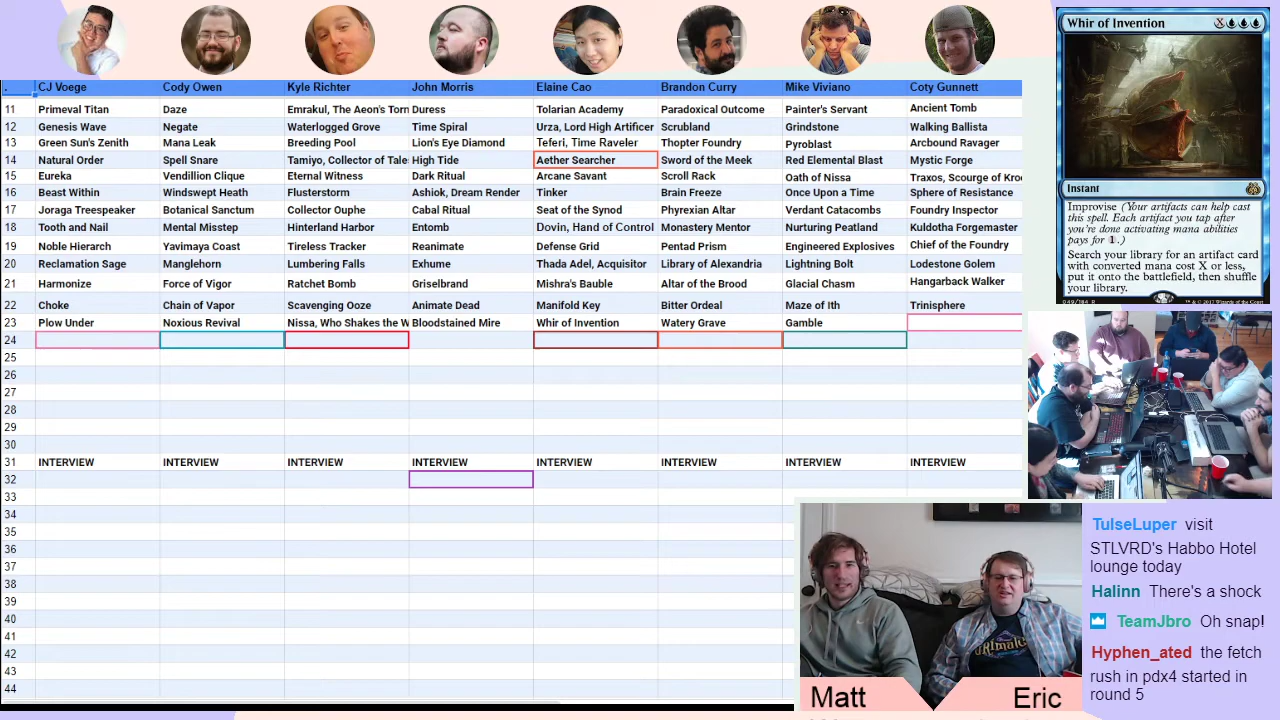 . CJ Voege Cody Owen Kyle Richter John Morris Elaine Cao Brandon Curry Mike Viviano Coty Gunnett
11 Primeval Titan Daze Emrakul, The Aeon's Torn Duress Tolarian Academy Paradoxical Outcome Painter's Servant Ancient Tomb
12 Genesis Wave Negate Waterlogged Grove Time Spiral Urza, Lord High Artificer Scrubland Grindstone Walking Ballista
13 Green Sun's Zenith Mana Leak Breeding Pool Lion's Eye Diamond Teferi, Time Raveler Thopter Foundry Pyroblast Arcbound Ravager
14 Natural Order Spell Snare Tamiyo, Collector of Tale High Tide Aether Searcher Sword of the Meek Red Elemental Blast Mystic Forge
15 Eureka Vendillion Clique Eternal Witness Dark Ritual Arcane Savant Scroll Rack Oath of Nissa Traxos, Scourge of Kroo
16 Beast Within Windswept Heath Flusterstorm Ashiok, Dream Render Tinker Brain Freeze Once Upon a Time Sphere of Resistance
17 Joraga Treespeaker Botanical Sanctum Collector Ouphe Cabal Ritual Seat of the Synod Phyrexian Altar Verdant Catacombs Foundry Inspector
18 Tooth and Nail Mental Misstep Hinterland Harbor Entomb Dovin, Hand of Control Monastery Mentor Nurturing Peatland Kuldotha Forgemaster
19 Noble Hierarch Yavimaya Coast Tireless Tracker Reanimate Defense Grid Pentad Prism Engineered Explosives Chief of the Foundry
20 Reclamation Sage Manglehorn Lumbering Falls Exhume Thada Adel, Acquisitor Library of Alexandria Lightning Bolt Lodestone Golem
21 Harmonize Force of Vigor Ratchet Bomb Griselbrand Mishra's Bauble Altar of the Brood Glacial Chasm Hangarback Walker
22 Choke Chain of Vapor Scavenging Ooze Animate Dead Manifold Key Bitter Ordeal Maze of Ith Trinisphere
23 Plow Under Noxious Revival Nissa, Who Shakes the W Bloodstained Mire Whir of Invention Watery Grave Gamble
24
25
26
27
28
29
30
31 INTERVIEW INTERVIEW INTERVIEW INTERVIEW INTERVIEW INTERVIEW INTERVIEW INTERVIEW
32
33
34
35
36
37
38
39
40
41
42
43
44
Whir of Invention X
Instant
Improvise (Your artifacts can help cast
this spell. Each artifact you tap after
you're done activating mana abilities
pays for 1.)
Search your library for an artifact card
with converted mana cost X or less,
put it onto the battlefield, then shuffle
your library.
049/184 R
Matt Eric
TulseLuper visit
STLVRD's Habbo Hotel
lounge today
Halinn There's a shock
TeamJbro Oh snap!
Hyphen_ated the fetch
rush in pdx4 started in
round 5